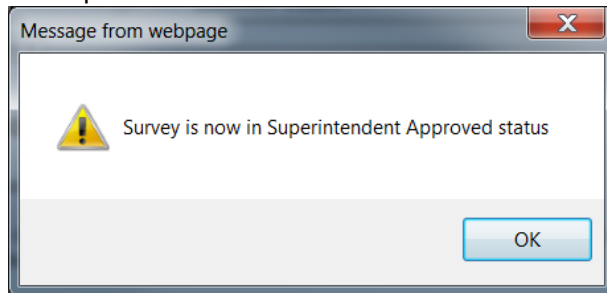 Message from webpage
Survey is now in Superintendent Approved status
OK